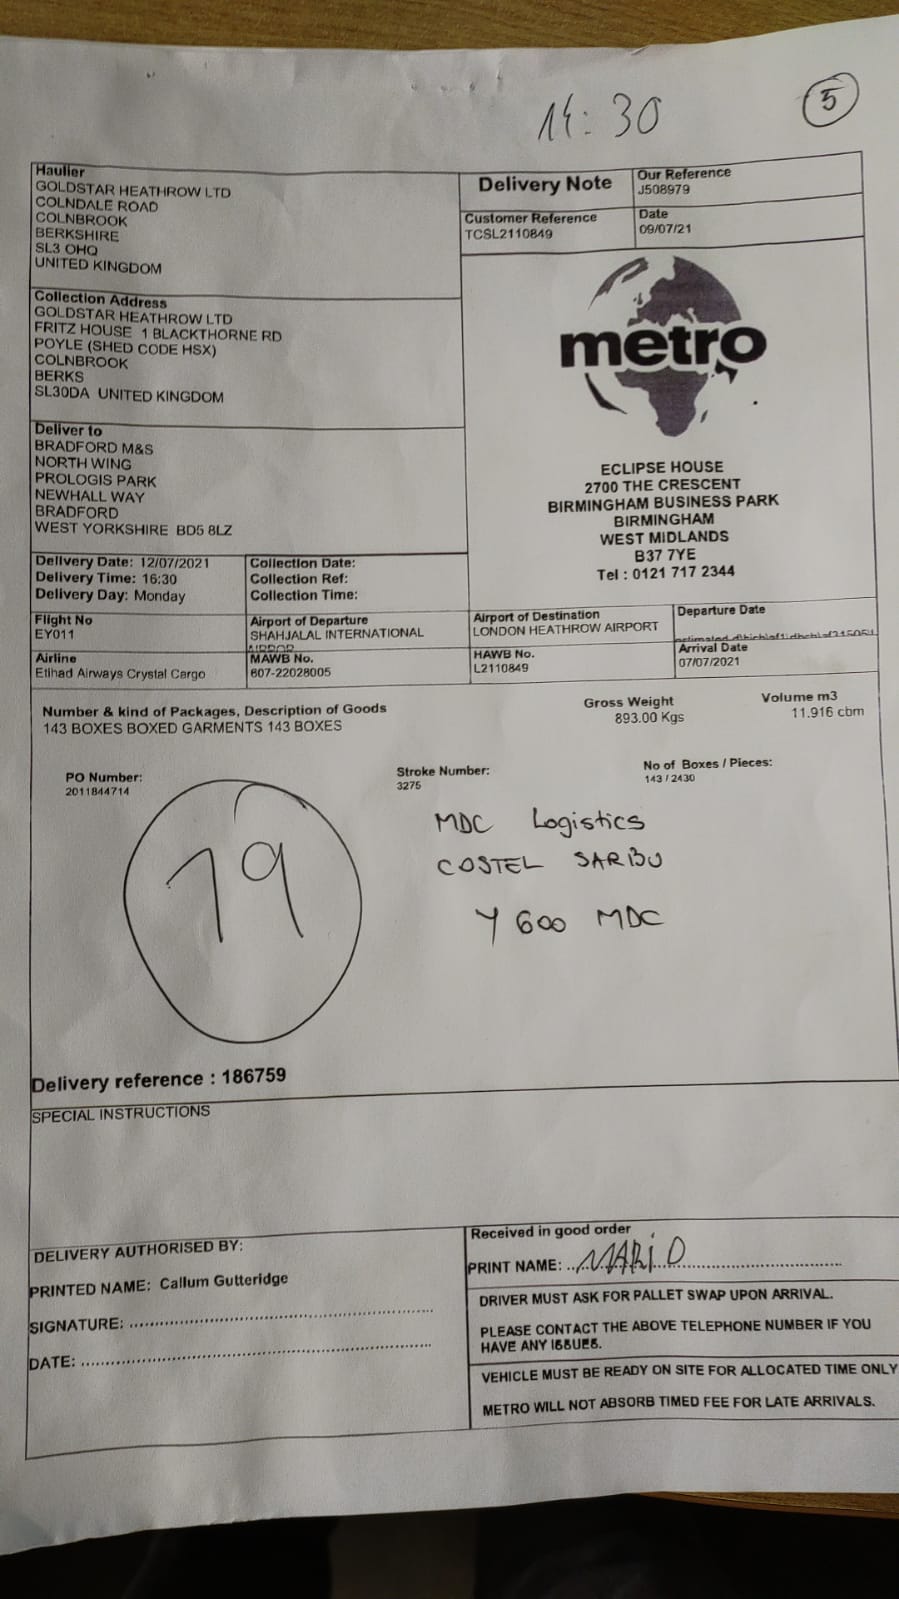 14:30
5
Haulier
GOLDSTAR HEATHROW LTD
COLNDALE ROAD
COLNBROOK
BERKSHIRE
SL3 OHQ
UNITED KINGDOM
Delivery Note
Our Reference
J508979
Customer Reference
TCSL2110849
Date
09/07/21
Collection Address
GOLDSTAR HEATHROW LTD
FRITZ HOUSE 1 BLACKTHORNE RD
POYLE (SHED CODE HSX)
COLNBROOK
BERKS
SL30DA UNITED KINGDOM
metro
Deliver to
BRADFORD M&S
NORTH WING
PROLOGIS PARK
NEWHALL WAY
BRADFORD
WEST YORKSHIRE BD5 8LZ
ECLIPSE HOUSE
2700 THE CRESCENT
BIRMINGHAM BUSINESS PARK
BIRMINGHAM
WEST MIDLANDS
B37 7YE
Tel : 0121 717 2344
Delivery Date: 12/07/2021
Delivery Time: 16:30
Delivery Day: Monday
Collection Date:
Collection Ref:
Collection Time:
Flight No
EY011
Airport of Departure
SHAHJALAL INTERNATIONAL
Airport of Destination
LONDON HEATHROW AIRPORT
Departure Date
Airline
Etihad Airways Crystal Cargo
MAWB No.
607-22028005
HAWB No.
L2110849
Arrival Date
07/07/2021
Number & kind of Packages, Description of Goods
143 BOXES BOXED GARMENTS 143 BOXES
Gross Weight
893.00 Kgs
Volume m3
11.916 cbm
PO Number:
2011844714
Stroke Number:
3275
No of Boxes / Pieces:
143 / 2430
MDC Logistics
COSTEL SARBU
Y600 MDC
19
Delivery reference : 186759
SPECIAL INSTRUCTIONS
DELIVERY AUTHORISED BY:
PRINTED NAME: Callum Gutteridge
SIGNATURE:
DATE:
Received in good order
PRINT NAME: MARIO
DRIVER MUST ASK FOR PALLET SWAP UPON ARRIVAL.
PLEASE CONTACT THE ABOVE TELEPHONE NUMBER IF YOU
HAVE ANY ISSUES.
VEHICLE MUST BE READY ON SITE FOR ALLOCATED TIME ONLY
METRO WILL NOT ABSORB TIMED FEE FOR LATE ARRIVALS.